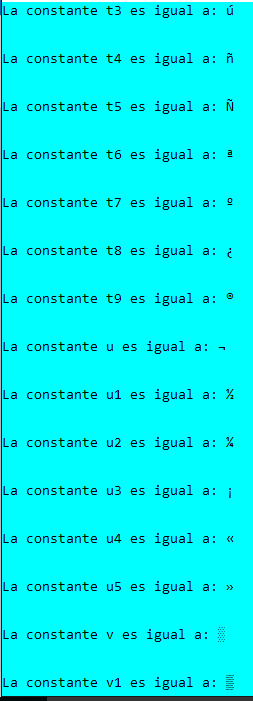 La constante t3 es igual a: ú
La constante t4 es igual a: ñ
La constante t5 es igual a: Ñ
La constante t6 es igual a: ª
La constante t7 es igual a: º
La constante t8 es igual a: ¿
La constante t9 es igual a: ®
La constante u es igual a: ¬
La constante u1 es igual a: ½
La constante u2 es igual a: ¼
La constante u3 es igual a: ¡
La constante u4 es igual a: «
La constante u5 es igual a: »
La constante v es igual a: ░
La constante v1 es igual a: ▒